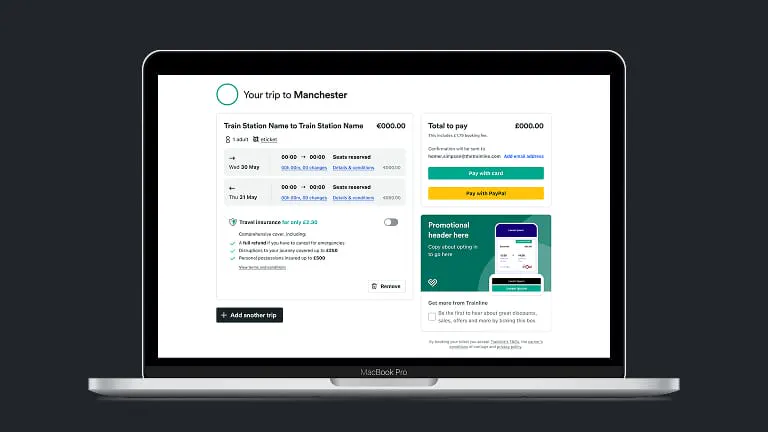 Your trip to Manchester
Train Station Name to Train Station Name €000.00
1 adult eticket
00:00 → 00:00 Seats reserved
Wed 30 May 00h 00m, 00 changes Details & conditions €000.00
00:00 → 00:00 Seats reserved
Thu 31 May 00h 00m, 00 changes Details & conditions €000.00
Travel insurance for only £2.30
Comprehensive cover, including:
A full refund if you have to cancel for emergencies
Disruptions to your journey covered up to £250
Personal possessions insured up to £500
View terms and conditions
Remove
Add another trip
Total to pay £000.00
This includes £1.75 booking fee.
Confirmation will be sent to
homer.simpson@thetrainline.com Add email address
Pay with card
Pay with PayPal
Promotional
header here
Copy about opting in
to go here
Get more from Trainline
Be the first to hear about great discounts,
sales, offers and more by ticking this box
By booking your ticket you accept Trainline's T&Cs, the carrier's
conditions of carriage and privacy policy.
MacBook Pro